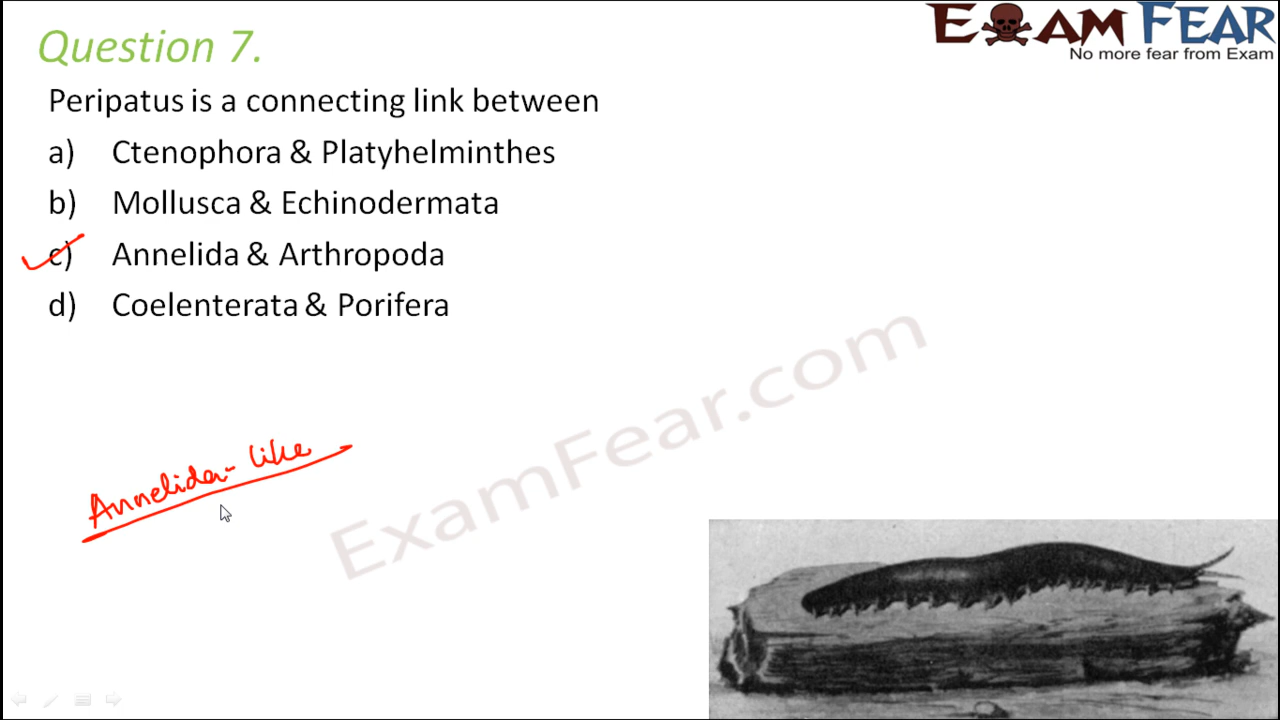 EXAM FEAR
No more fear from Exam
Question 7.
Peripatus is a connecting link between
a) Ctenophora & Platyhelminthes
b) Mollusca & Echinodermata
c) Annelida & Arthropoda
d) Coelenterata & Porifera
Annelida- like
ExamFear.com